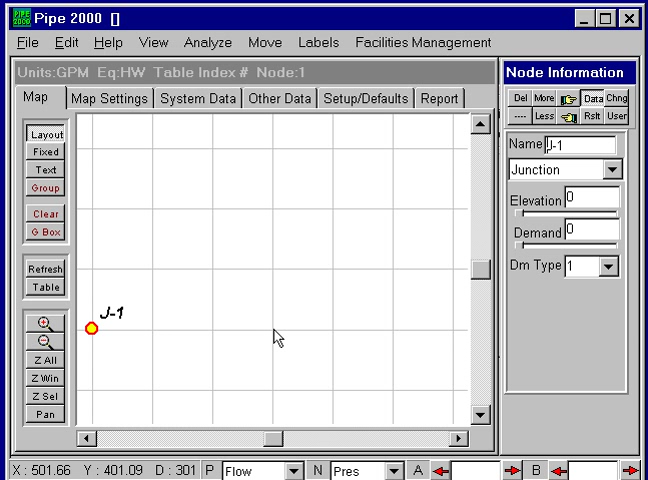 PIPE 2000 Pipe 2000 []
File Edit Help View Analyze Move Labels Facilities Management
Units:GPM Eq:HW Table Index # Node:1
Map Map Settings System Data Other Data Setup/Defaults Report
Layout
Fixed
Text
Group
Clear
G Box
Refresh
Table
Z All
Z Win
Z Sel
Pan
J-1
Node Information
Del More Data Chng
---- Less Rslt User
Name J-1
Junction
Elevation 0
Demand 0
Dm Type 1
X : 501.66 Y : 401.09 D : 301 P Flow N Pres A B